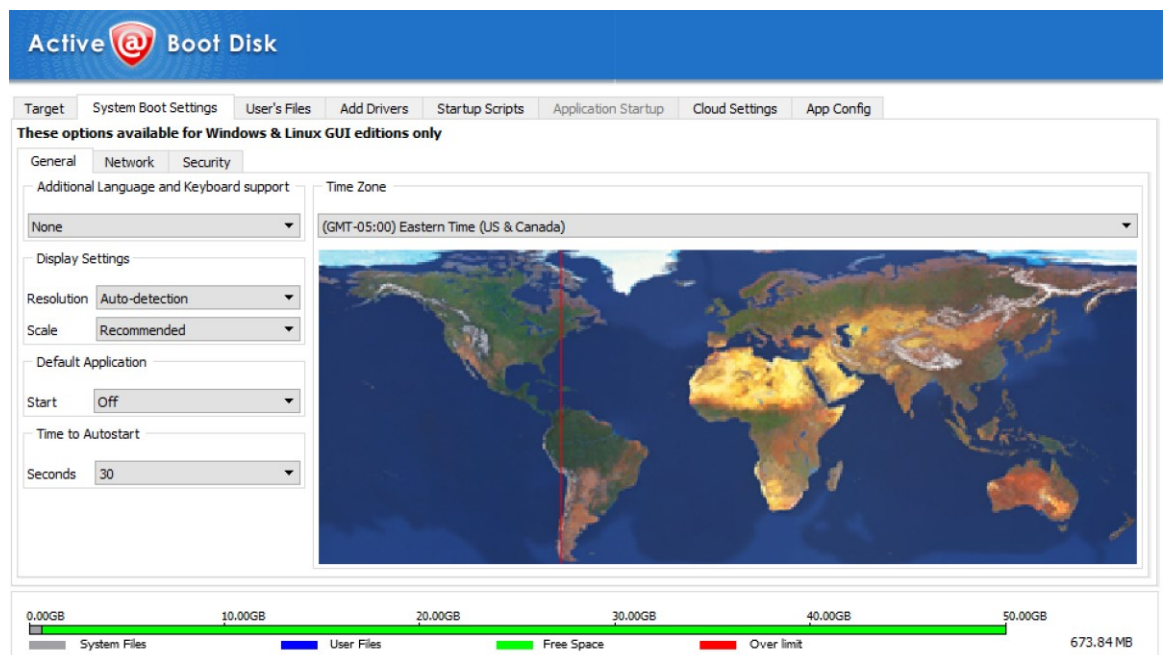 Active@ Boot Disk
Target System Boot Settings User's Files Add Drivers Startup Scripts Application Startup Cloud Settings App Config
These options available for Windows & Linux GUI editions only
General Network Security
Additional Language and Keyboard support
None
Display Settings
Resolution Auto-detection
Scale Recommended
Default Application
Start Off
Time to Autostart
Seconds 30
Time Zone
(GMT-05:00) Eastern Time (US & Canada)
0.00GB 10.00GB 20.00GB 30.00GB 40.00GB 50.00GB
System Files User Files Free Space Over limit 673.84 MB